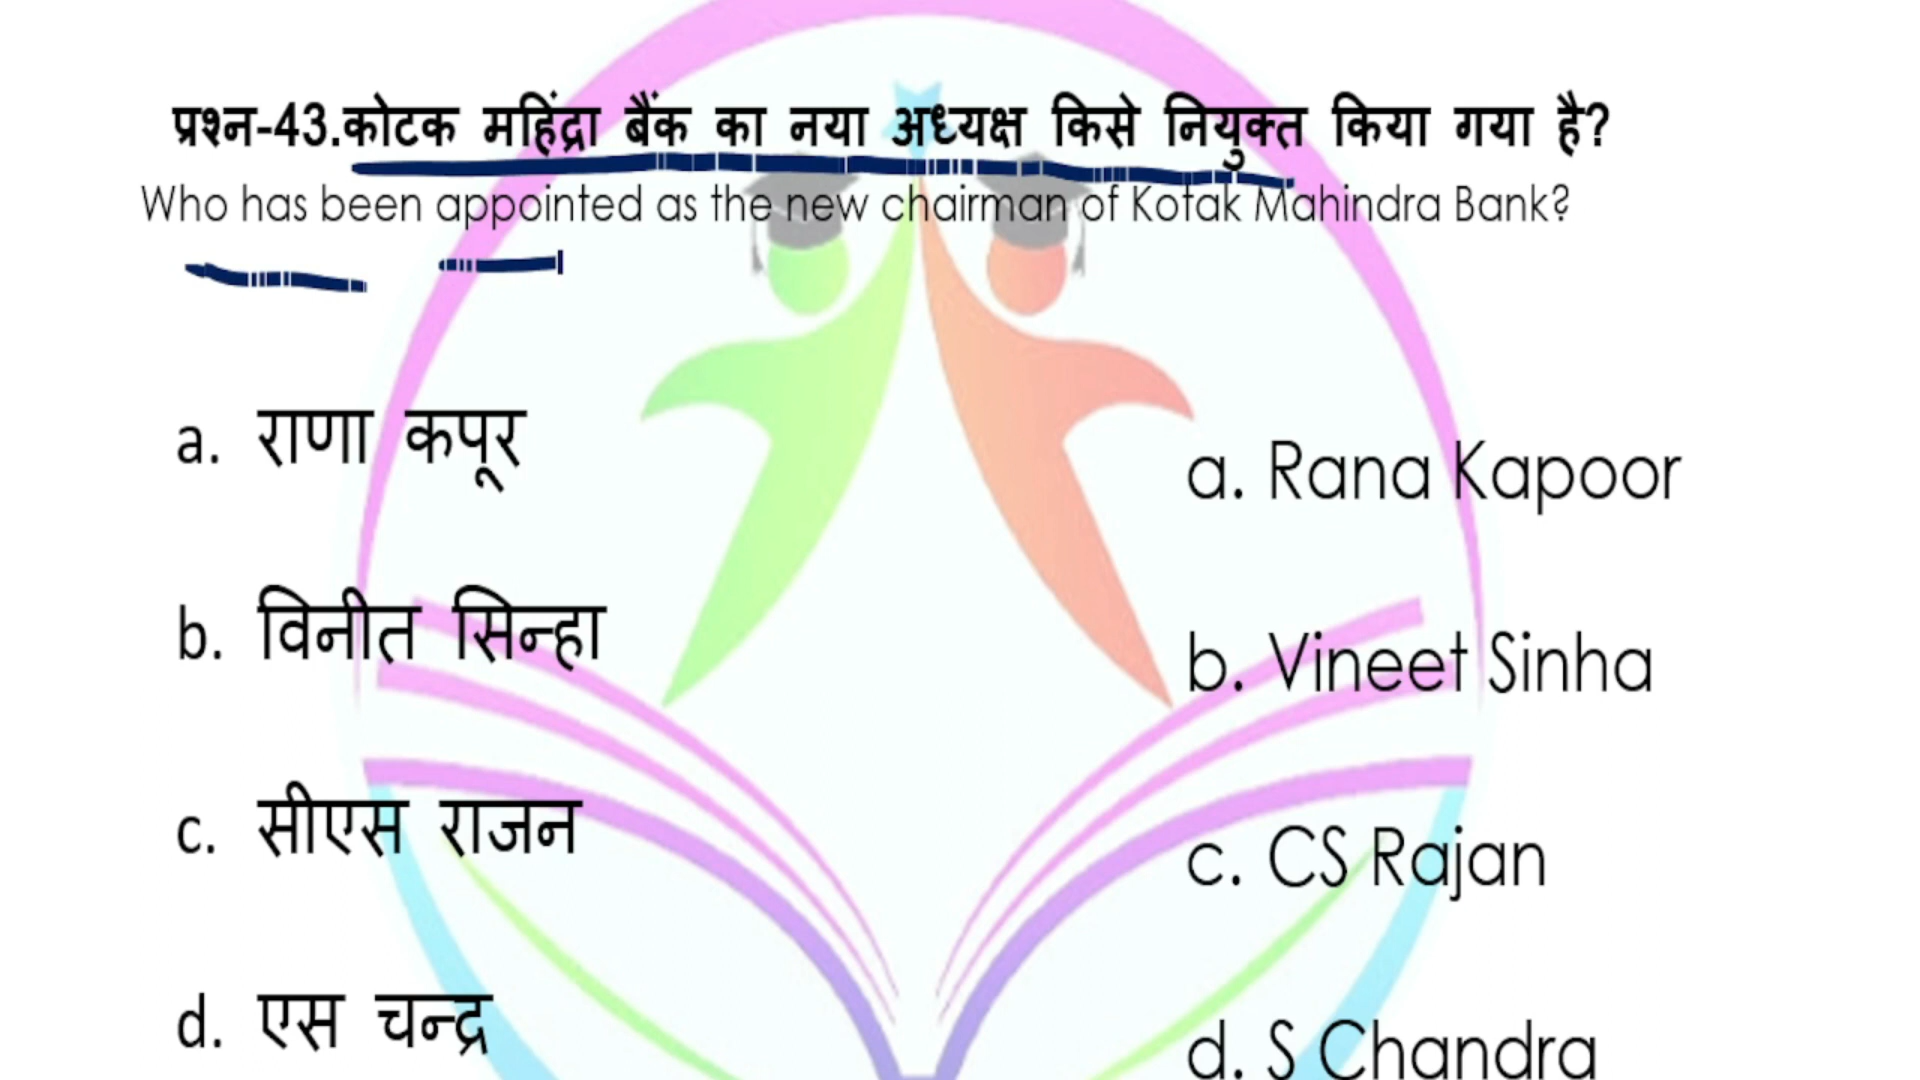 प्रश्न-43.कोटक महिंद्रा बैंक का नया अध्यक्ष किसे नियुक्त किया गया है?
Who has been appointed as the new chairman of Kotak Mahindra Bank?
a. राणा कपूर
b. विनीत सिन्हा
c. सीएस राजन
d. एस चन्द्र
a. Rana Kapoor
b. Vineet Sinha
c. CS Rajan
d. S Chandra